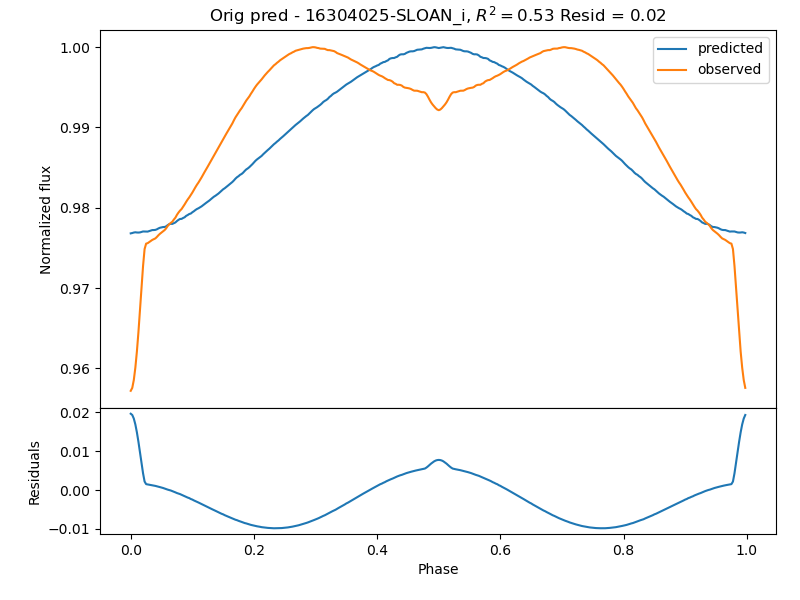 Orig pred - 16304025-SLOAN_i, R² = 0.53 Resid = 0.02
predicted
observed
1.00
0.99
0.98
0.97
0.96
Normalized flux
0.02
0.01
0.00
−0.01
Residuals
0.0 0.2 0.4 0.6 0.8 1.0
Phase